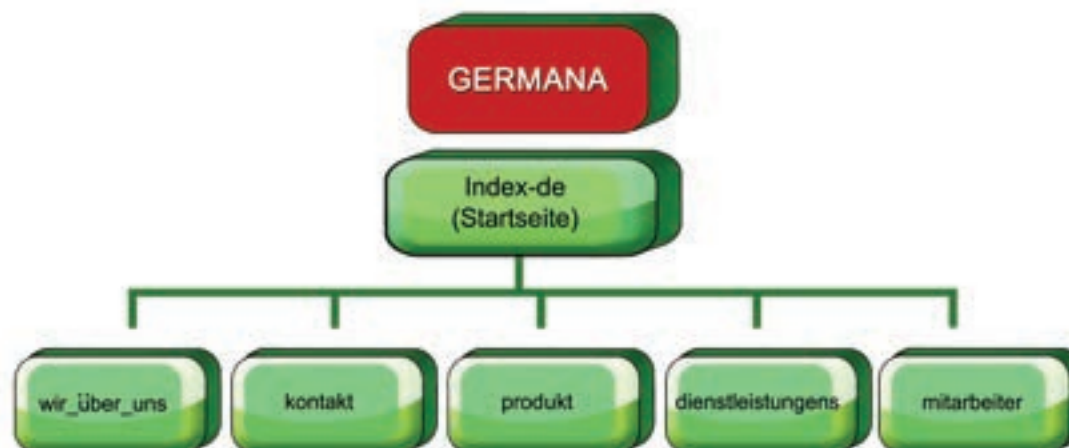 GERMANA
Index-de
(Startseite)
wir_über_uns
kontakt
produkt
dienstleistungens
mitarbeiter